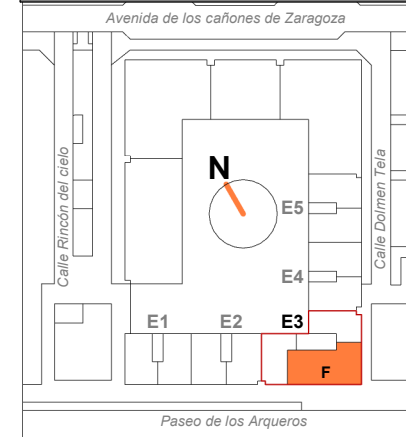 Avenida de los cañones de Zaragoza
Calle Rincón del cielo
Calle Dolmen Tela
N
E5
E4
E1
E2
E3
F
Paseo de los Arqueros